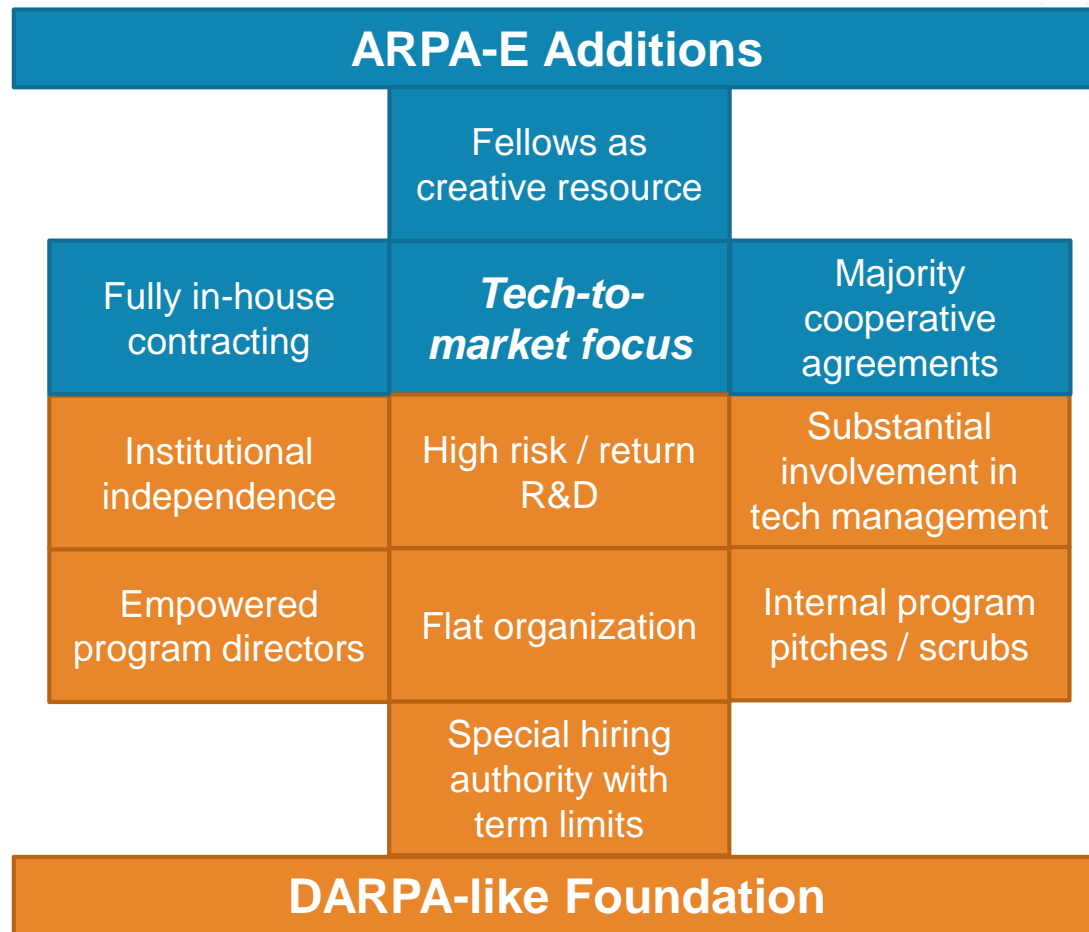 ARPA-E Additions
Fellows as
creative resource
Fully in-house
contracting
Tech-to-
market focus
Majority
cooperative
agreements
Institutional
independence
High risk / return
R&D
Substantial
involvement in
tech management
Empowered
program directors
Flat organization
Internal program
pitches / scrubs
Special hiring
authority with
term limits
DARPA-like Foundation